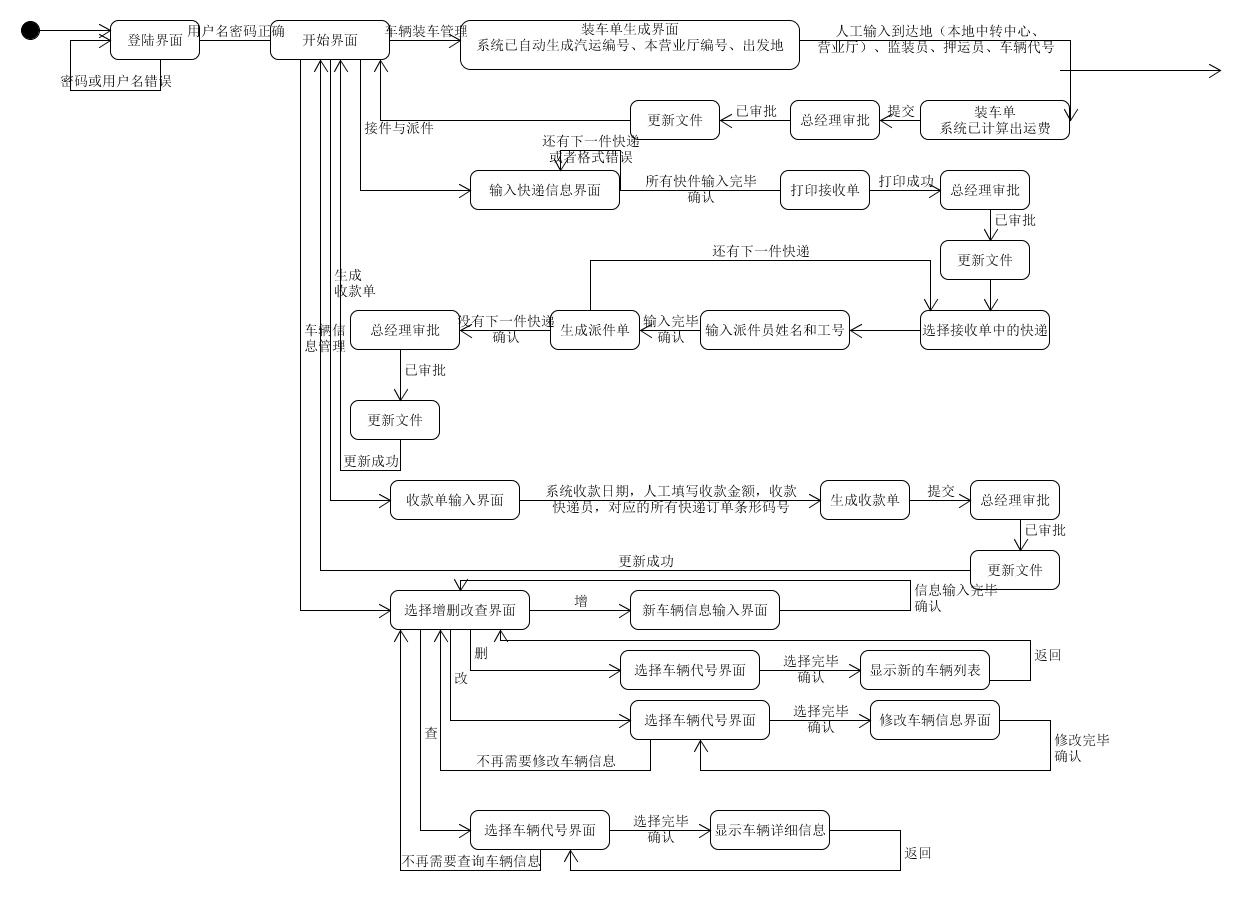 登陆界面
用户名密码正确
密码或用户名错误
开始界面
车辆装车管理
装车单生成界面
系统已自动生成汽运编号、本营业厅编号、出发地
人工输入到达地（本地中转中心、
营业厅）、监装员、押运员、车辆代号
装车单
系统已计算出运费
提交
总经理审批
已审批
更新文件
接件与派件
还有下一件快递
或者格式错误
输入快递信息界面
所有快件输入完毕
确认
打印接收单
打印成功
总经理审批
已审批
更新文件
还有下一件快递
选择接收单中的快递
输入派件员姓名和工号
输入完毕
确认
生成派件单
没有下一件快递
确认
总经理审批
已审批
更新文件
更新成功
生成
收款单
车辆信
息管理
收款单输入界面
系统收款日期，人工填写收款金额，收款
快递员，对应的所有快递订单条形码号
生成收款单
提交
总经理审批
已审批
更新文件
更新成功
选择增删改查界面
增
新车辆信息输入界面
信息输入完毕
确认
删
选择车辆代号界面
选择完毕
确认
显示新的车辆列表
返回
改
选择车辆代号界面
选择完毕
确认
修改车辆信息界面
修改完毕
确认
不再需要修改车辆信息
查
选择车辆代号界面
选择完毕
确认
显示车辆详细信息
返回
不再需要查询车辆信息